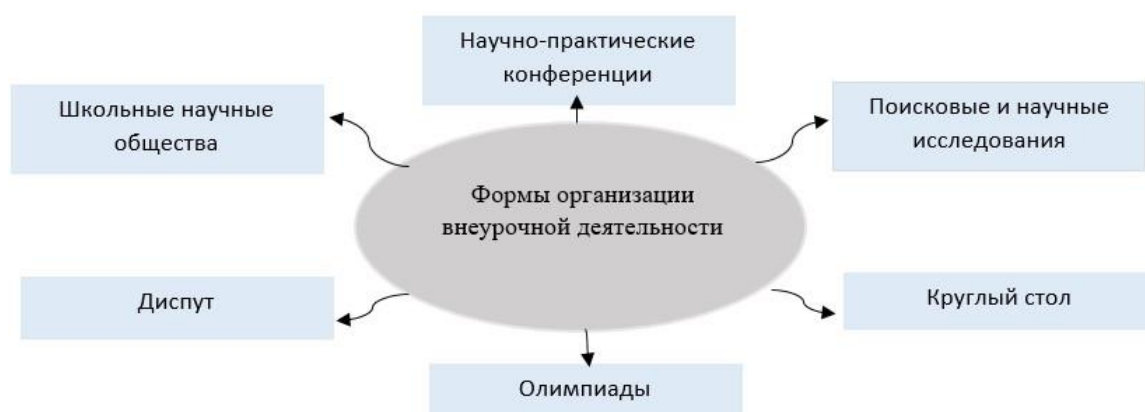 Научно-практические
конференции
Школьные научные
общества
Поисковые и научные
исследования
Формы организации
внеурочной деятельности
Диспут
Круглый стол
Олимпиады